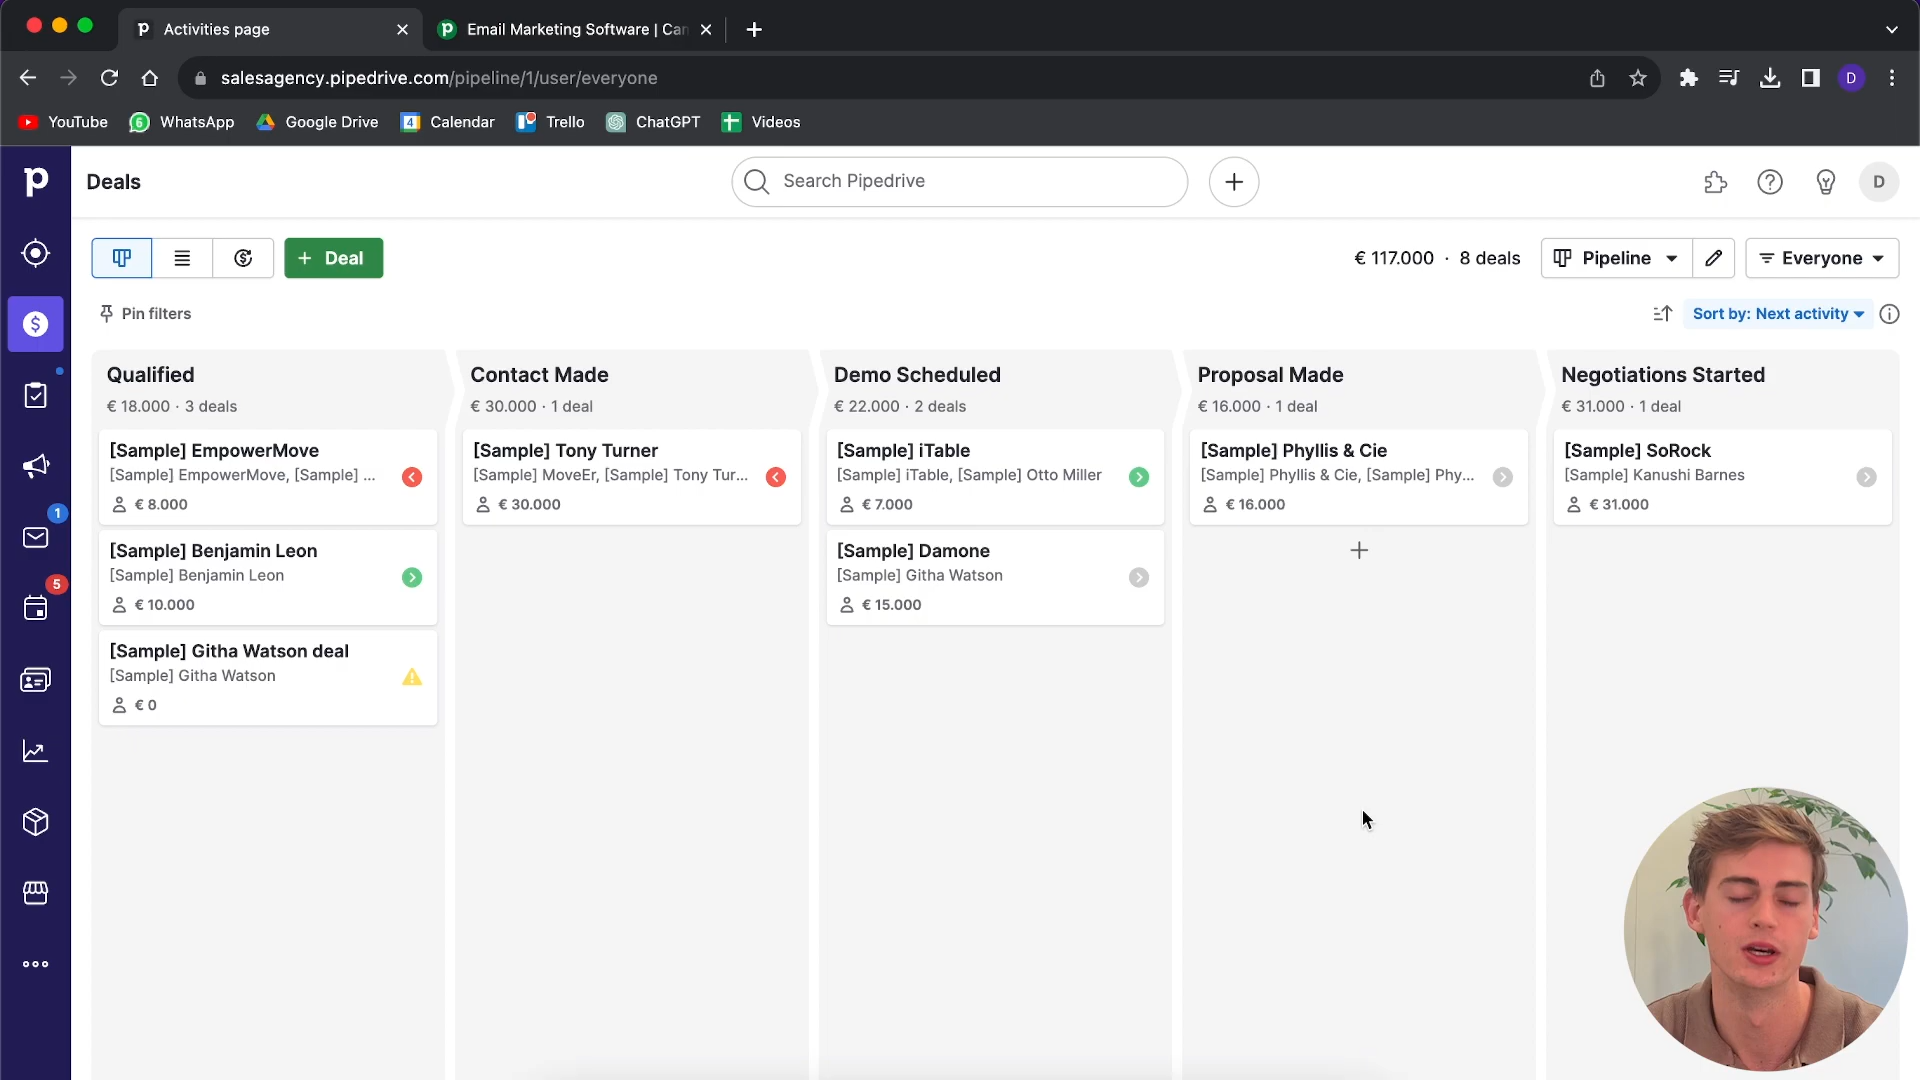 Activities page
Email Marketing Software | Can
salesagency.pipedrive.com/pipeline/1/user/everyone
D
YouTube
6 WhatsApp
Google Drive
4 Calendar
Trello
ChatGPT
Videos
Deals
Search Pipedrive
D
Deal
€ 117.000 · 8 deals
Pipeline
Everyone
Pin filters
Sort by: Next activity
Qualified
€ 18.000 · 3 deals
[Sample] EmpowerMove
[Sample] EmpowerMove, [Sample] ...
€ 8.000
[Sample] Benjamin Leon
[Sample] Benjamin Leon
€ 10.000
[Sample] Githa Watson deal
[Sample] Githa Watson
€ 0
Contact Made
€ 30.000 · 1 deal
[Sample] Tony Turner
[Sample] MoveEr, [Sample] Tony Tur...
€ 30.000
Demo Scheduled
€ 22.000 · 2 deals
[Sample] iTable
[Sample] iTable, [Sample] Otto Miller
€ 7.000
[Sample] Damone
[Sample] Githa Watson
€ 15.000
Proposal Made
€ 16.000 · 1 deal
[Sample] Phyllis & Cie
[Sample] Phyllis & Cie, [Sample] Phy...
€ 16.000
Negotiations Started
€ 31.000 · 1 deal
[Sample] SoRock
[Sample] Kanushi Barnes
€ 31.000
1
5